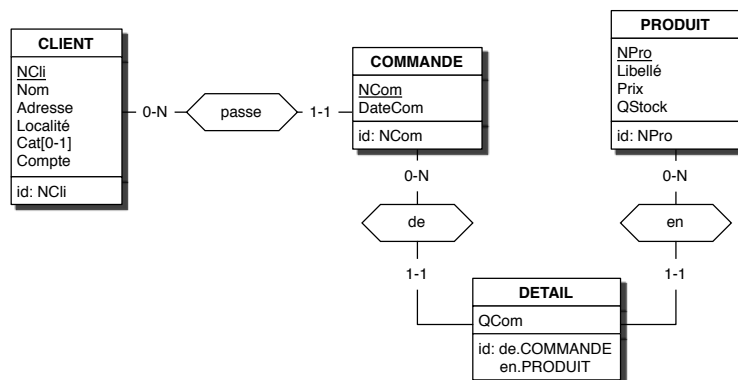 CLIENT
NCli
Nom
Adresse
Localité
Cat[0-1]
Compte
id: NCli
0-N
passe
1-1
COMMANDE
NCom
DateCom
id: NCom
PRODUIT
NPro
Libellé
Prix
QStock
id: NPro
0-N
de
1-1
0-N
en
1-1
DETAIL
QCom
id: de.COMMANDE
en.PRODUIT